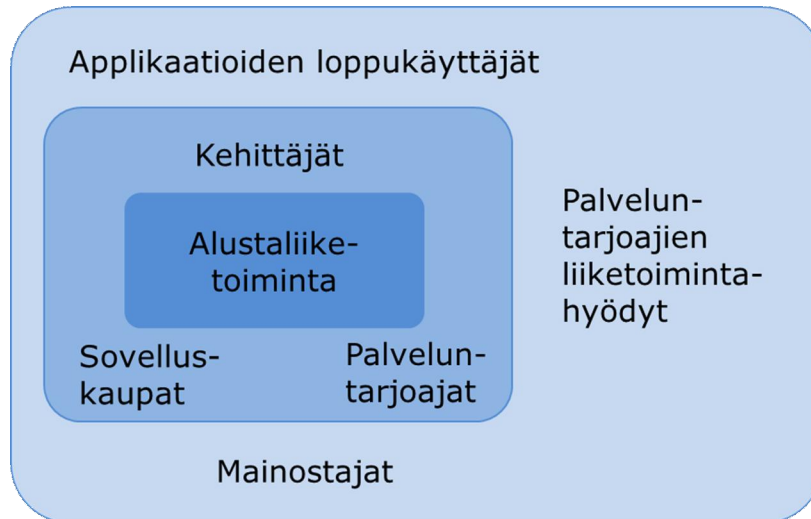 Applikaatioiden loppukäyttäjät
Kehittäjät
Alustaliike-
toiminta
Sovellus-
kaupat
Palvelun-
tarjoajat
Palvelun-
tarjoajien
liiketoiminta-
hyödyt
Mainostajat